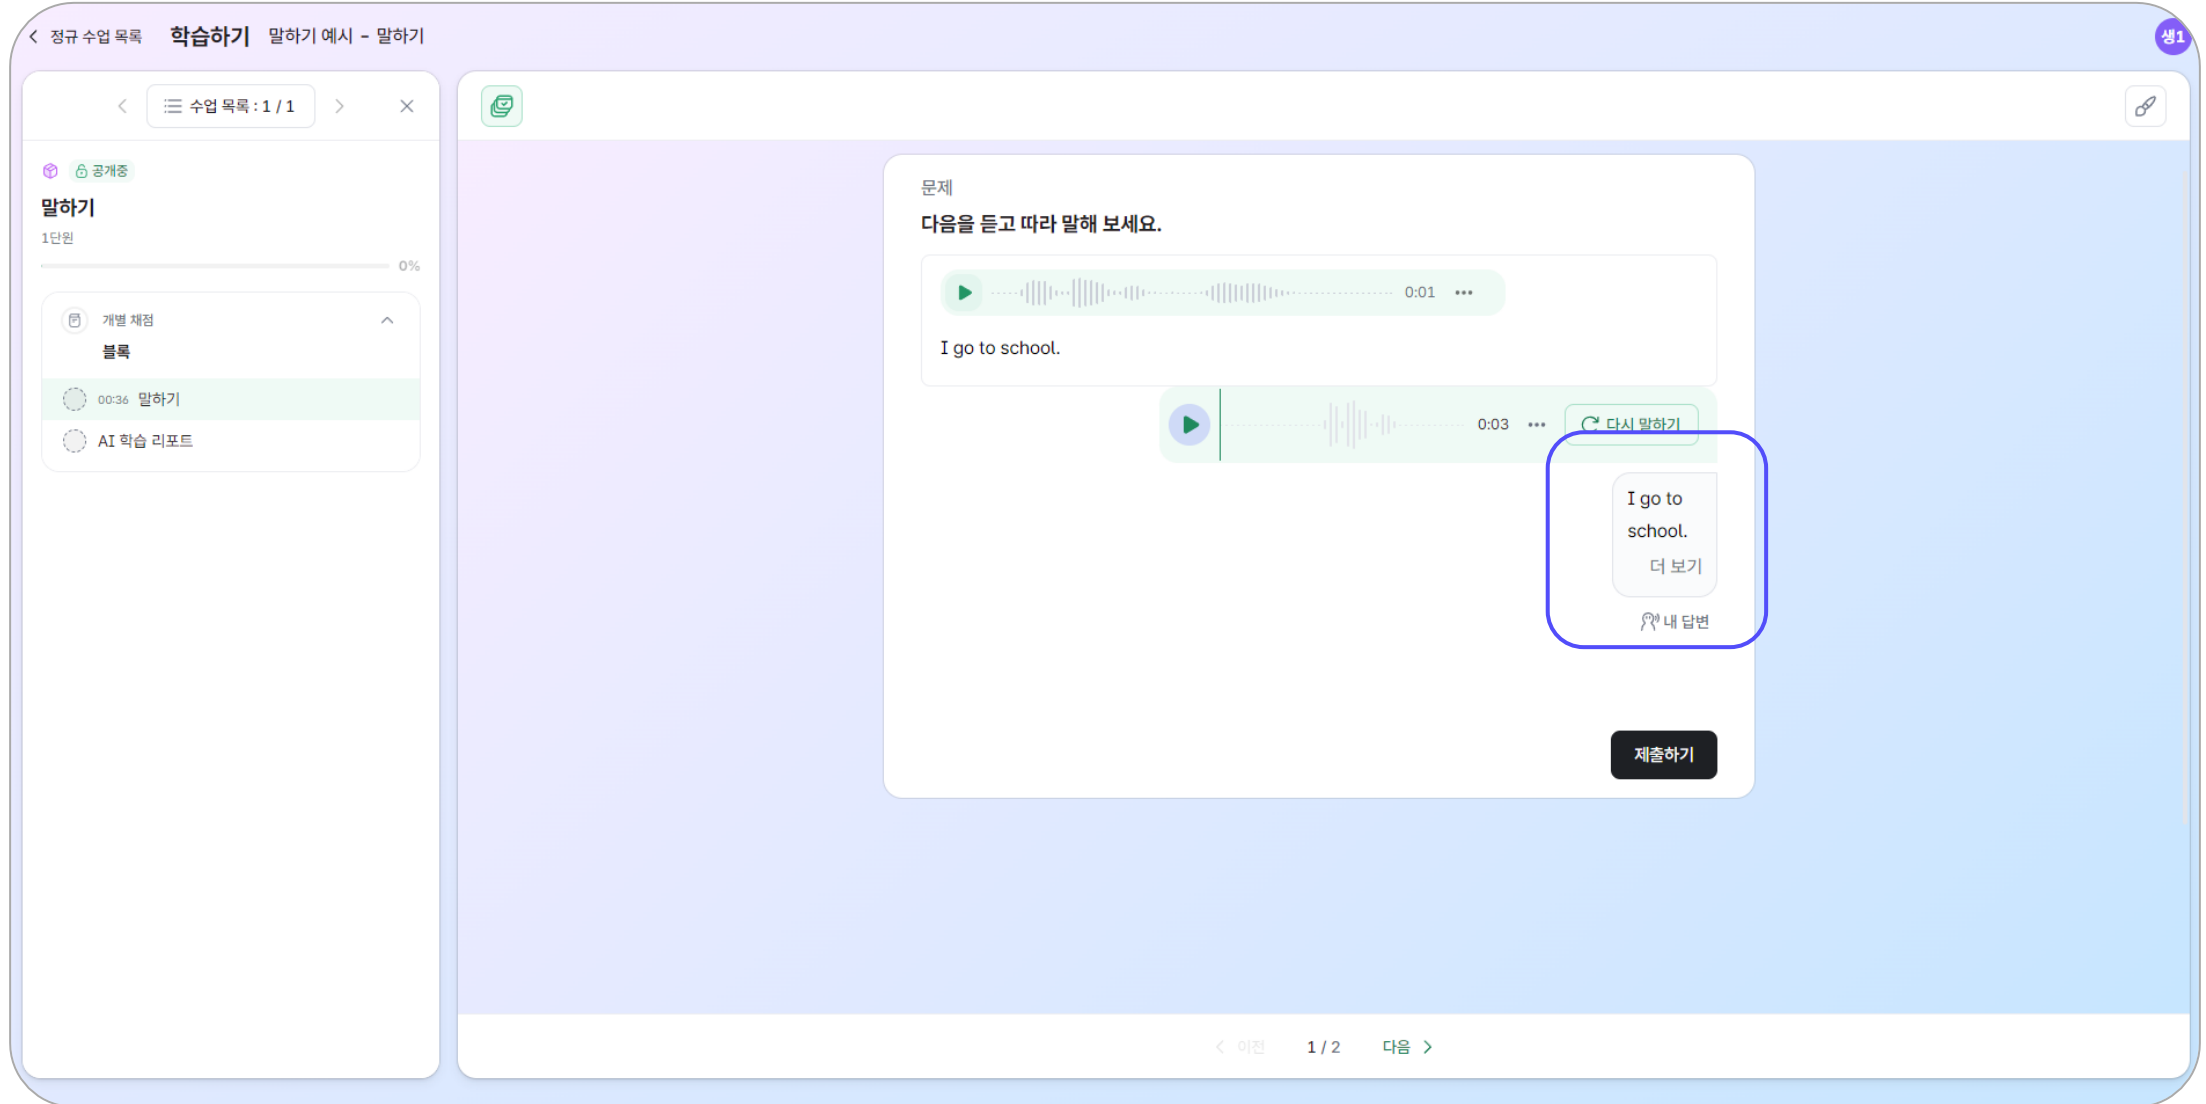 정규 수업 목록
학습하기
말하기 예시 - 말하기
생1
수업 목록 : 1 / 1
공개중
말하기
1단원
0%
개별 채점
블록
00:36 말하기
AI 학습 리포트
문제
다음을 듣고 따라 말해 보세요.
0:01
I go to school.
0:03
다시 말하기
I go to
school.
더 보기
내 답변
제출하기
이전
1 / 2
다음